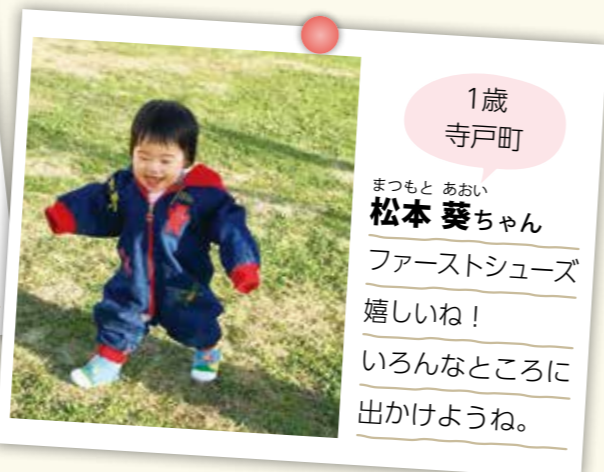 1歳
寺戸町
まつもと あおい
松本 葵ちゃん
ファーストシューズ
嬉しいね！
いろんなところに
出かけようね。